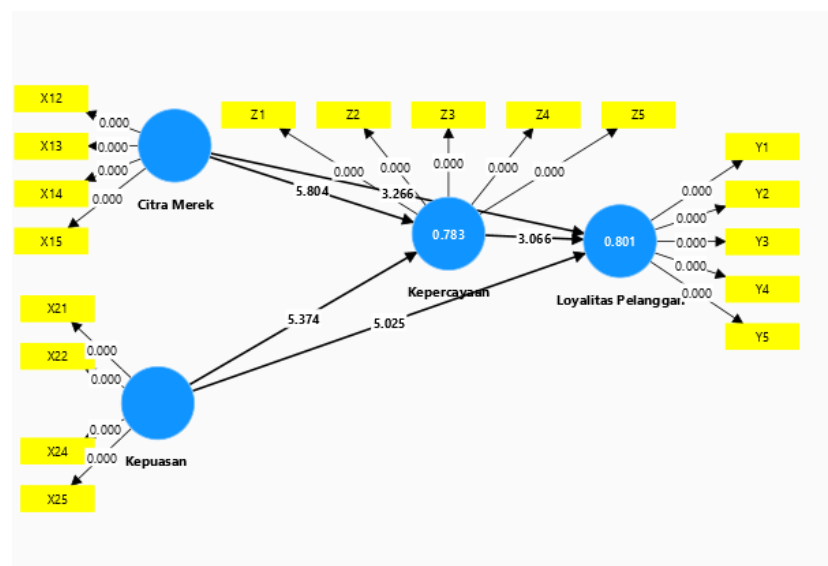 X12
X13
X14
X15
0.000
0.000
0.000
0.000
Citra Merek
Z1
Z2
Z3
Z4
Z5
0.000
0.000
0.000
0.000
0.000
5.804
3.266
0.783
Kepercayaan
3.066
0.801
Loyalitas Pelanggan
Y1
Y2
Y3
Y4
Y5
0.000
0.000
0.000
0.000
0.000
X21
X22
X24
X25
0.000
0.000
0.000
0.000
Kepuasan
5.374
5.025